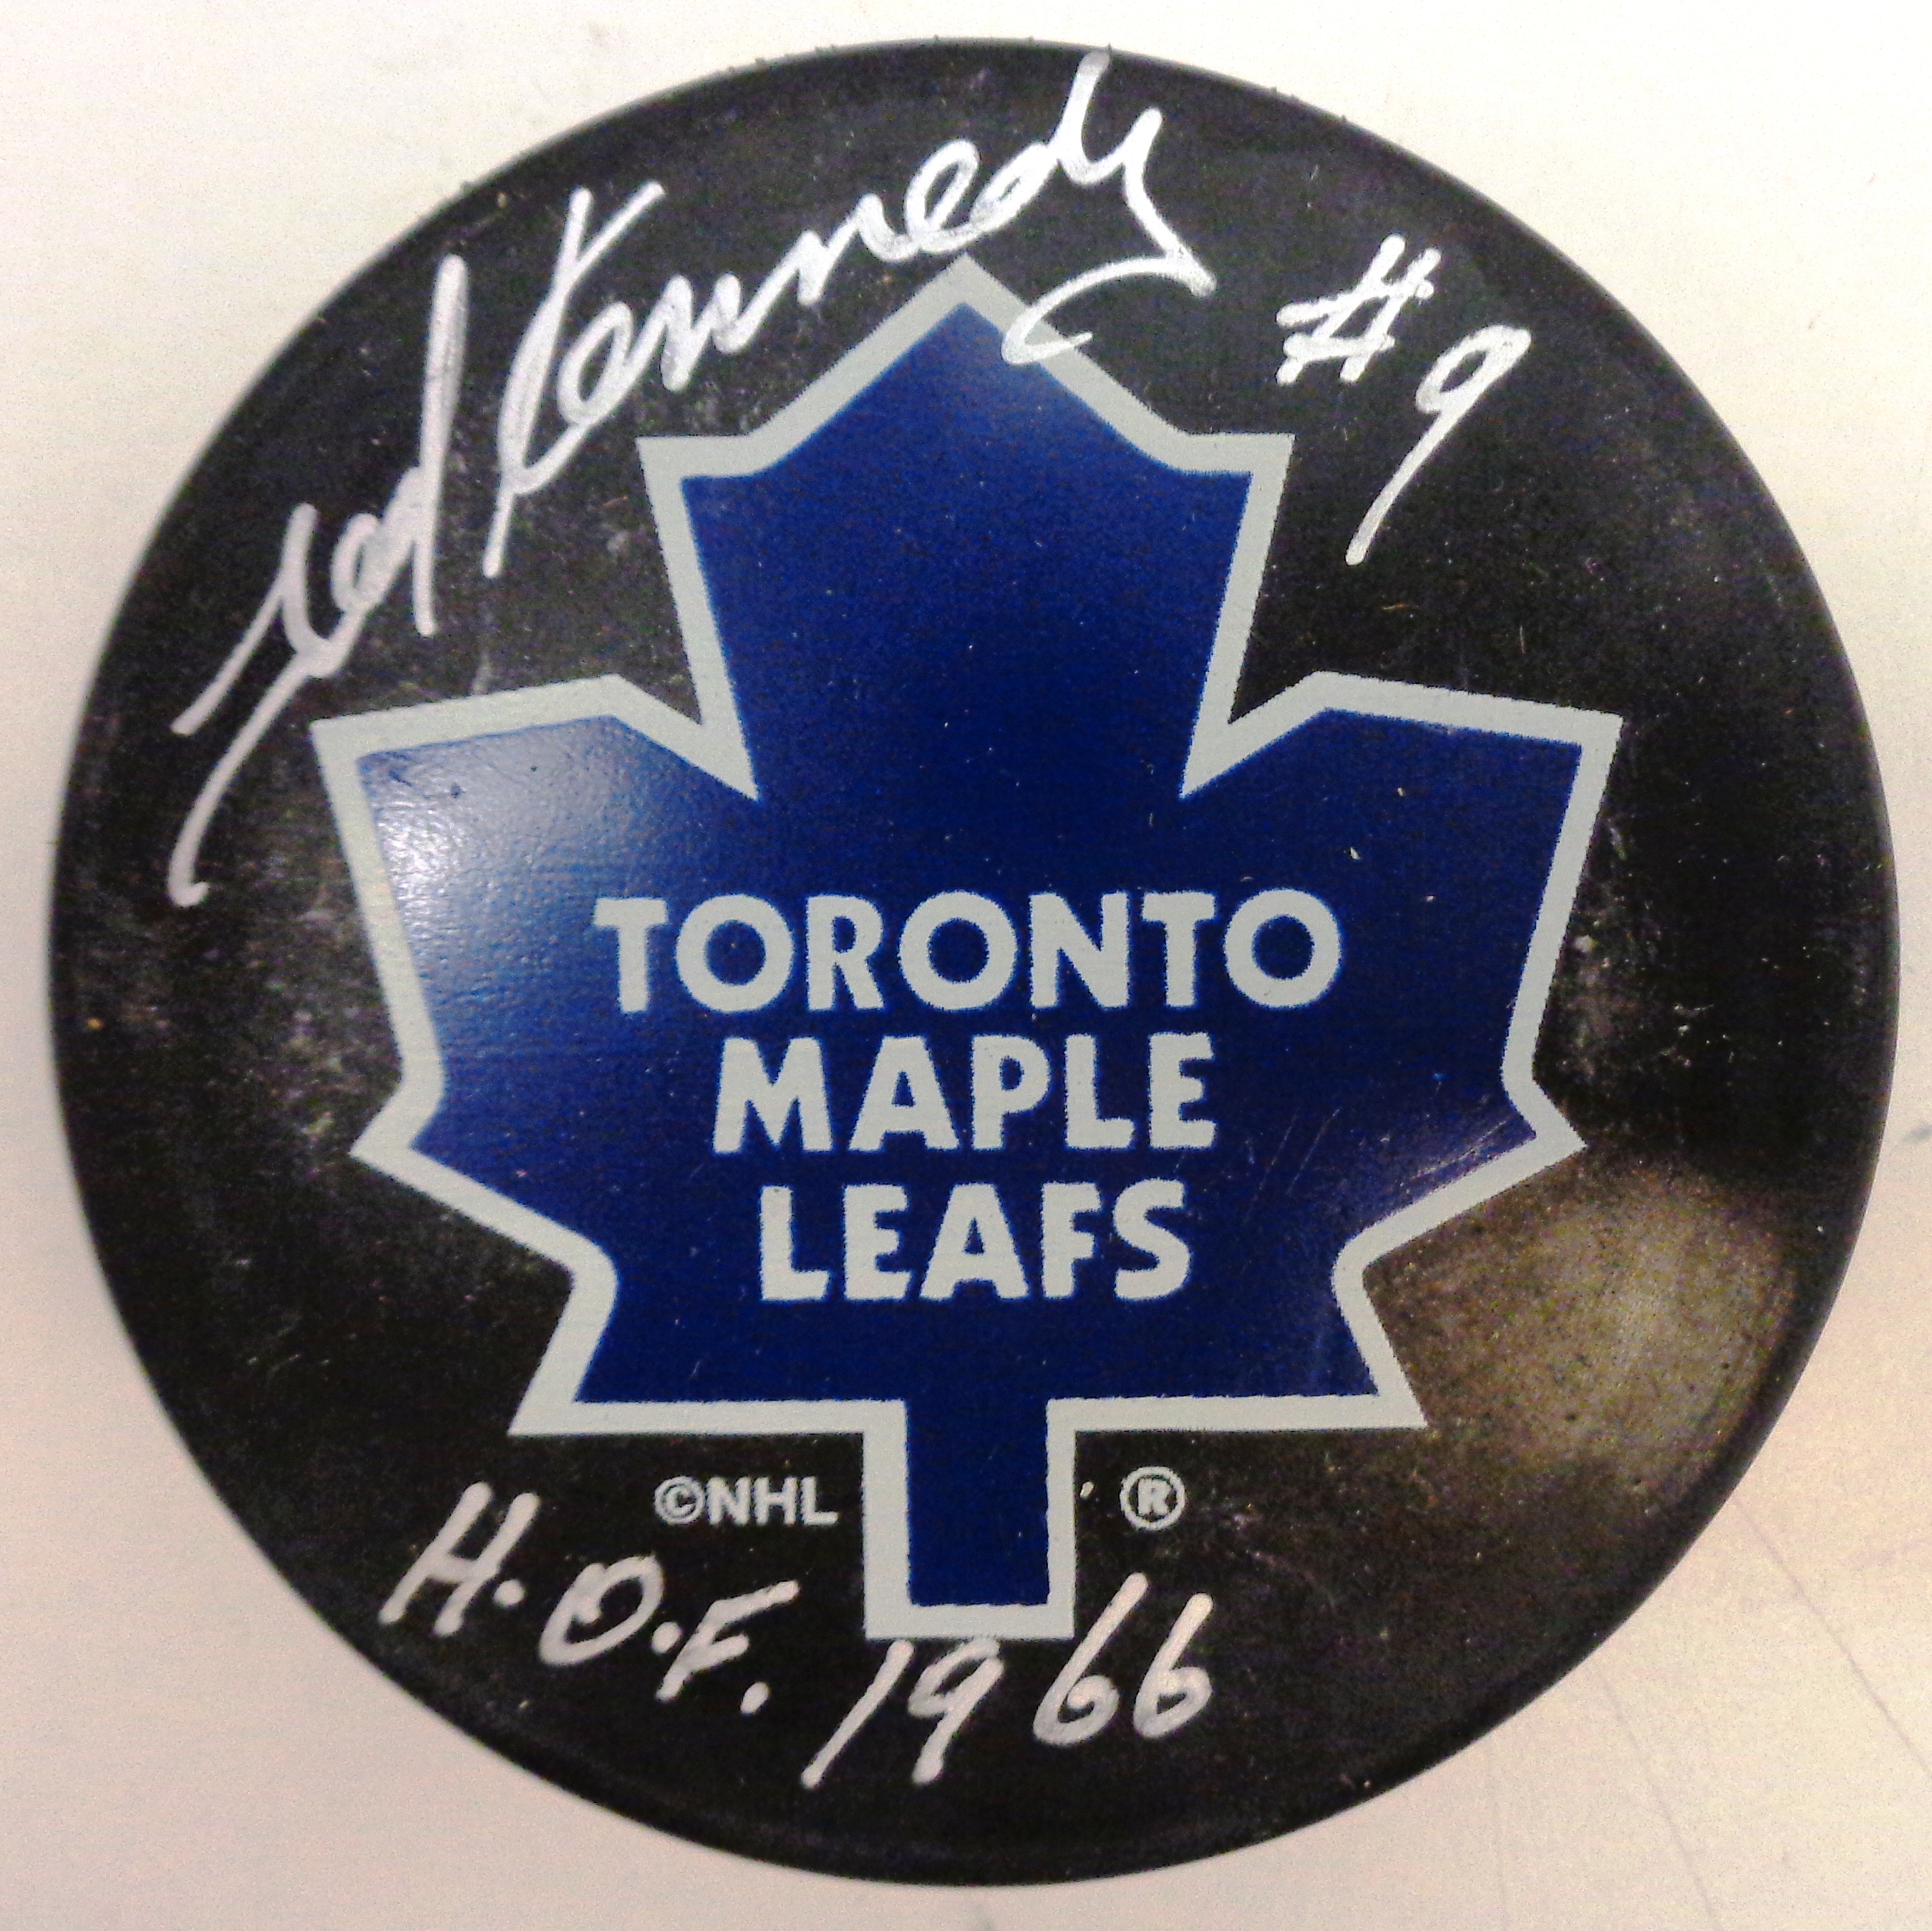 Ted Kennedy #9
TORONTO
MAPLE
LEAFS
©NHL ®
H.O.F. 1966